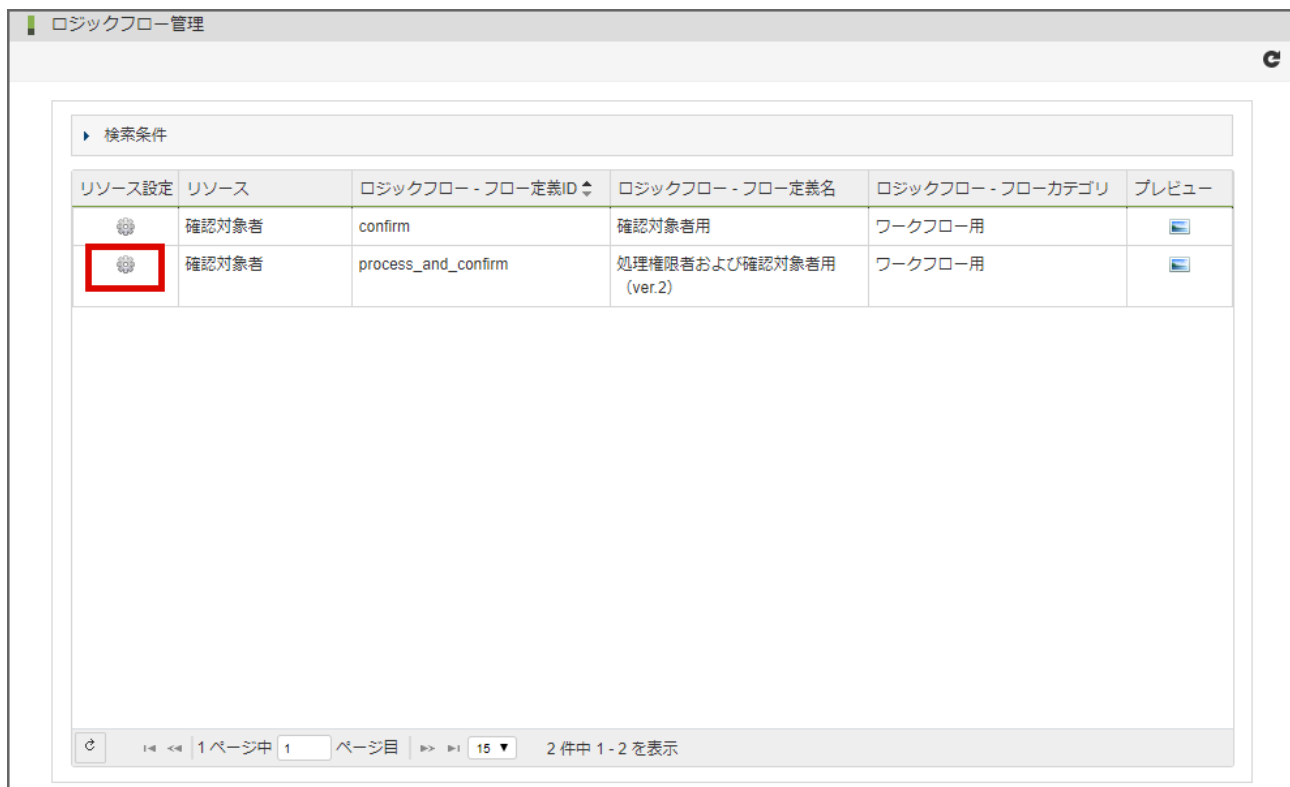 ロジックフロー管理
検索条件
リソース設定 リソース ロジックフロー - フロー定義ID ロジックフロー - フロー定義名 ロジックフロー - フローカテゴリ プレビュー
確認対象者 confirm 確認対象者用 ワークフロー用
確認対象者 process_and_confirm 処理権限者および確認対象者用 ワークフロー用
（ver.2）
1 ページ中 1 ページ目 15 2 件中 1 - 2 を表示